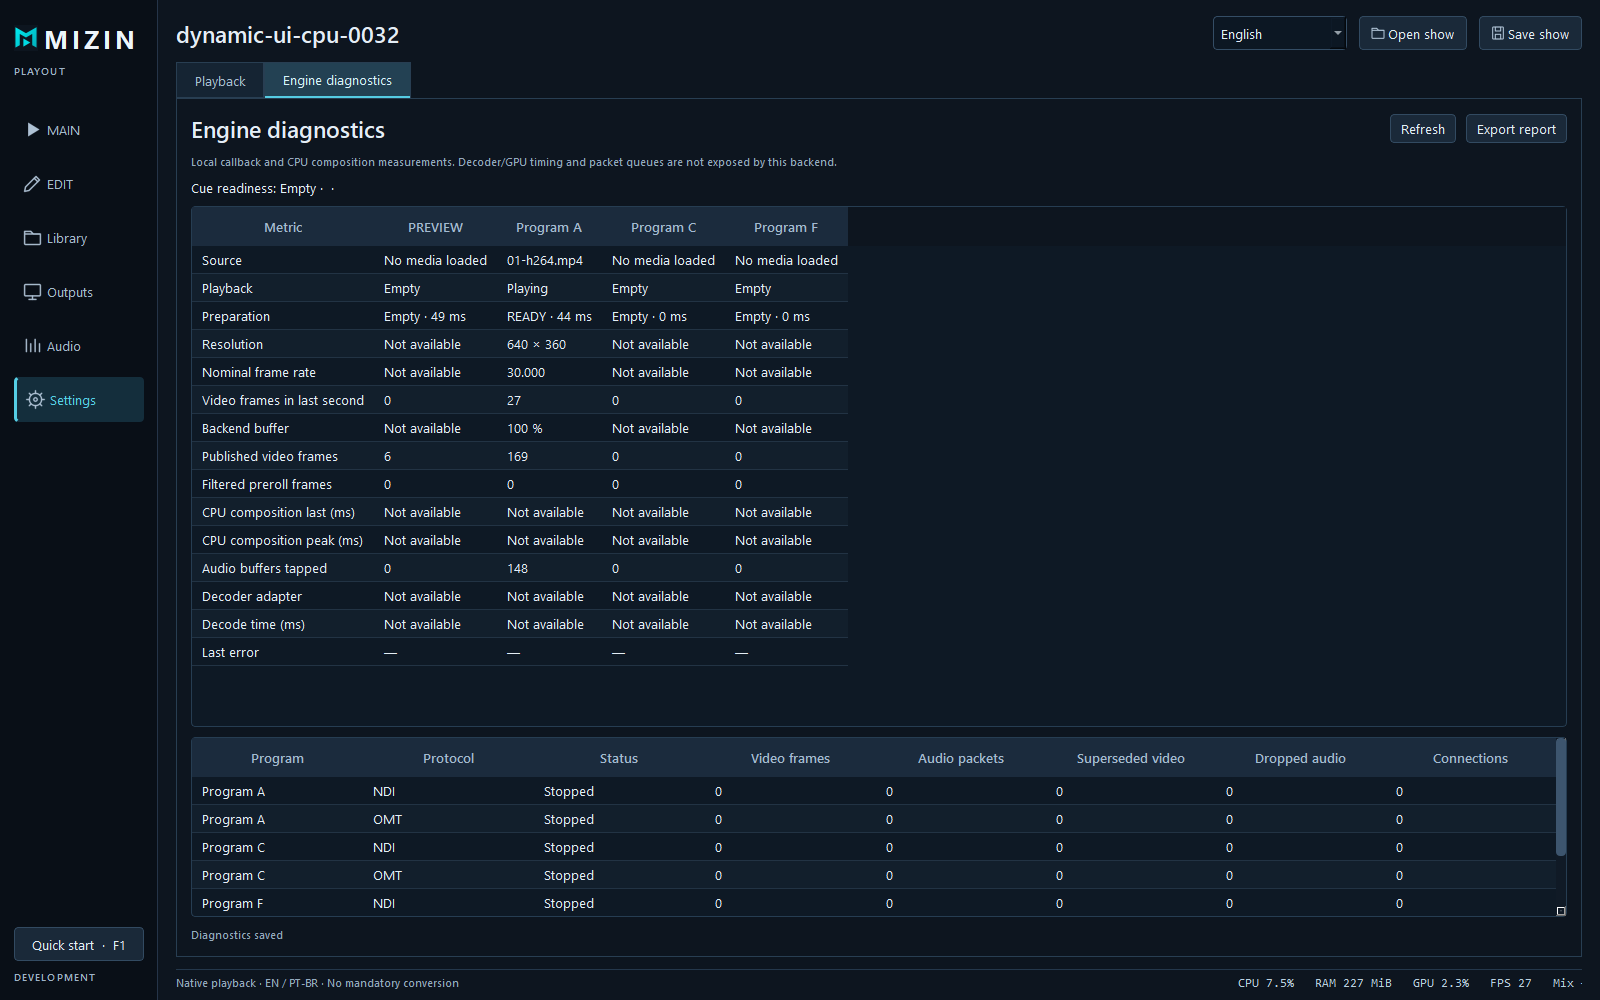 MIZIN
PLAYOUT
MAIN
EDIT
Library
Outputs
Audio
Settings
Quick start · F1
DEVELOPMENT
dynamic-ui-cpu-0032
English
Open show
Save show
Playback
Engine diagnostics
Engine diagnostics
Refresh
Export report
Local callback and CPU composition measurements. Decoder/GPU timing and packet queues are not exposed by this backend.
Cue readiness: Empty · ·
Metric PREVIEW Program A Program C Program F
Source No media loaded 01-h264.mp4 No media loaded No media loaded
Playback Empty Playing Empty Empty
Preparation Empty · 49 ms READY · 44 ms Empty · 0 ms Empty · 0 ms
Resolution Not available 640 × 360 Not available Not available
Nominal frame rate Not available 30.000 Not available Not available
Video frames in last second 0 27 0 0
Backend buffer Not available 100 % Not available Not available
Published video frames 6 169 0 0
Filtered preroll frames 0 0 0 0
CPU composition last (ms) Not available Not available Not available Not available
CPU composition peak (ms) Not available Not available Not available Not available
Audio buffers tapped 0 148 0 0
Decoder adapter Not available Not available Not available Not available
Decode time (ms) Not available Not available Not available Not available
Last error — — — —
Program Protocol Status Video frames Audio packets Superseded video Dropped audio Connections
Program A NDI Stopped 0 0 0 0 0
Program A OMT Stopped 0 0 0 0 0
Program C NDI Stopped 0 0 0 0 0
Program C OMT Stopped 0 0 0 0 0
Program F NDI Stopped 0 0 0 0 0
Diagnostics saved
Native playback · EN / PT-BR · No mandatory conversion
CPU 7.5% RAM 227 MiB GPU 2.3% FPS 27 Mix ·